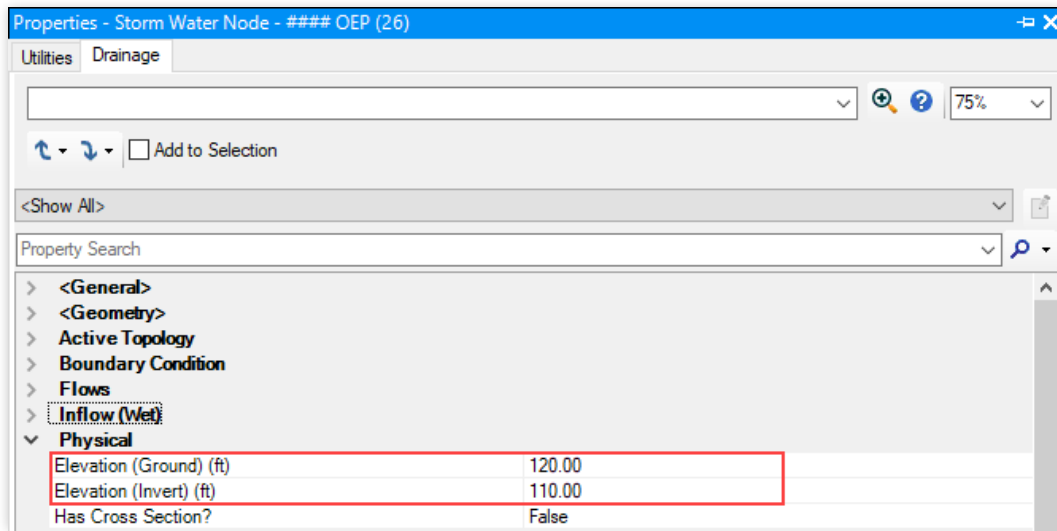 Properties - Storm Water Node - #### OEP (26)
Utilities Drainage
75%
Add to Selection
<Show All>
Property Search
<General>
<Geometry>
Active Topology
Boundary Condition
Flows
Inflow (Wet)
Physical
Elevation (Ground) (ft) 120.00
Elevation (Invert) (ft) 110.00
Has Cross Section? False